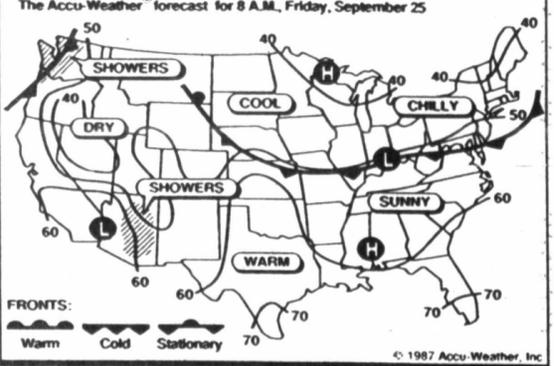 The Accu-Weather™ forecast for 8 A.M., Friday, September 25
50
40
40
SHOWERS
H
40
40
COOL
CHILLY
40
50
DRY
L
SHOWERS
SUNNY
60
60
L
H
WARM
60
60
70
70
70
70
FRONTS:
Warm
Cold
Stationary
© 1987 Accu-Weather, Inc